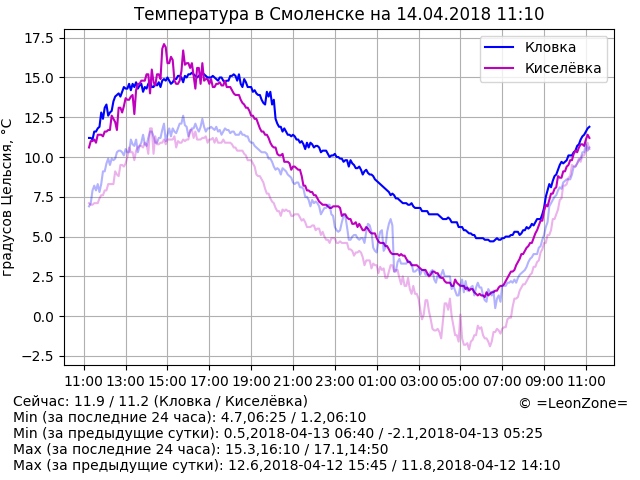 Температура в Смоленске на 14.04.2018 11:10
17.5
15.0
12.5
10.0
7.5
5.0
2.5
0.0
−2.5
градусов Цельсия, °C
Кловка
Киселёвка
11:00 13:00 15:00 17:00 19:00 21:00 23:00 01:00 03:00 05:00 07:00 09:00 11:00
Сейчас: 11.9 / 11.2 (Кловка / Киселёвка)
© =LeonZone=
Min (за последние 24 часа): 4.7,06:25 / 1.2,06:10
Min (за предыдущие сутки): 0.5,2018-04-13 06:40 / -2.1,2018-04-13 05:25
Max (за последние 24 часа): 15.3,16:10 / 17.1,14:50
Max (за предыдущие сутки): 12.6,2018-04-12 15:45 / 11.8,2018-04-12 14:10